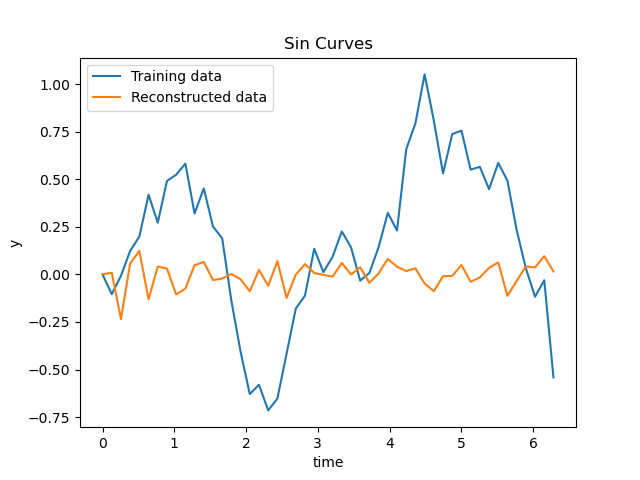 Sin Curves
Training data
Reconstructed data
1.00
0.75
0.50
0.25
0.00
−0.25
−0.50
−0.75
y
0 1 2 3 4 5 6
time